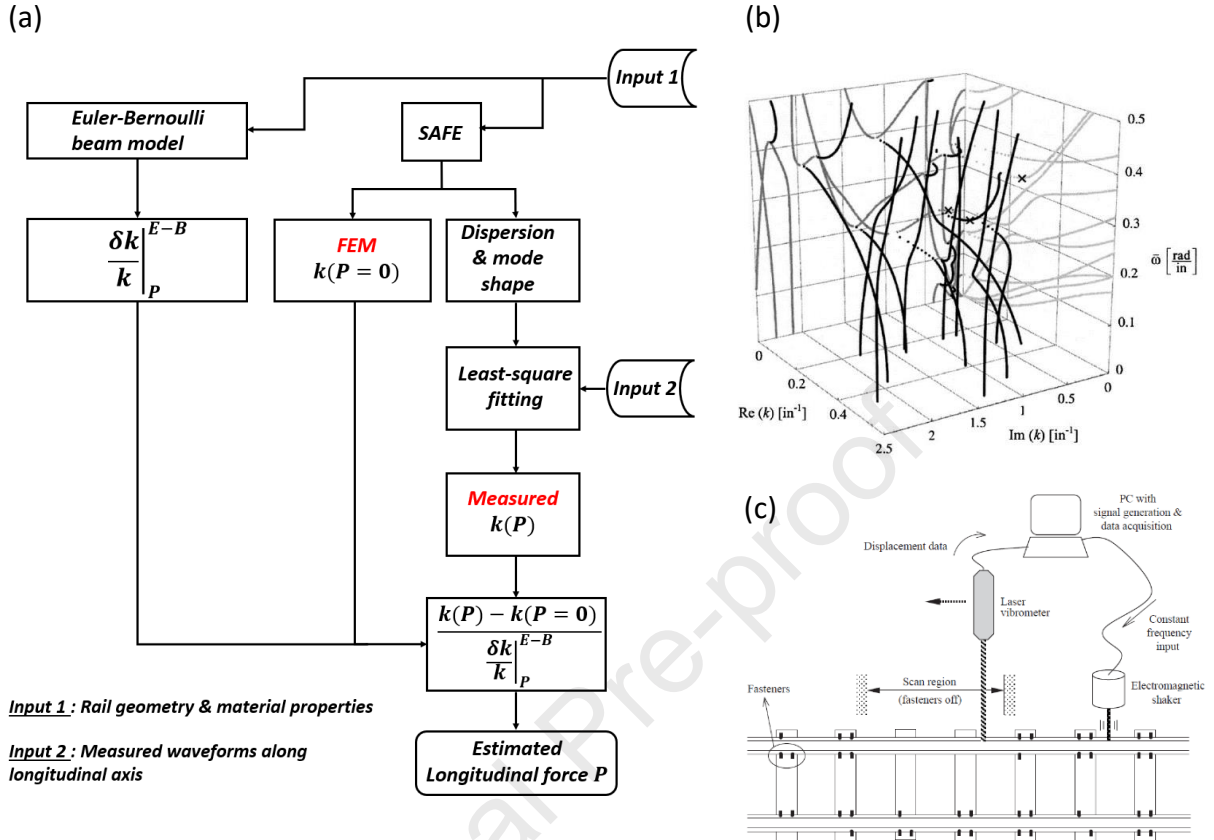 (a)
Input 1
Euler-Bernoulli
beam model
SAFE
δk/k|_P^{E−B}
FEM
k(P = 0)
Dispersion
& mode
shape
Least-square
fitting
Input 2
Measured
k(P)
k(P) − k(P = 0)
δk/k|_P^{E−B}
Estimated
Longitudinal force P
Input 1 : Rail geometry & material properties
Input 2 : Measured waveforms along
longitudinal axis
(b)
0.5
0.4
0.3
0.2
0.1
0
ω̄ [rad/in]
0
0.2
0.4
Re (k) [in⁻¹]
2.5
2
1.5
1
0.5
0
Im (k) [in⁻¹]
(c)
PC with
signal generation &
data acquisition
Displacement data
Laser
vibrometer
Constant
frequency
input
Scan region
(fasteners off)
Electromagnetic
shaker
Fasteners
al Pre-proof